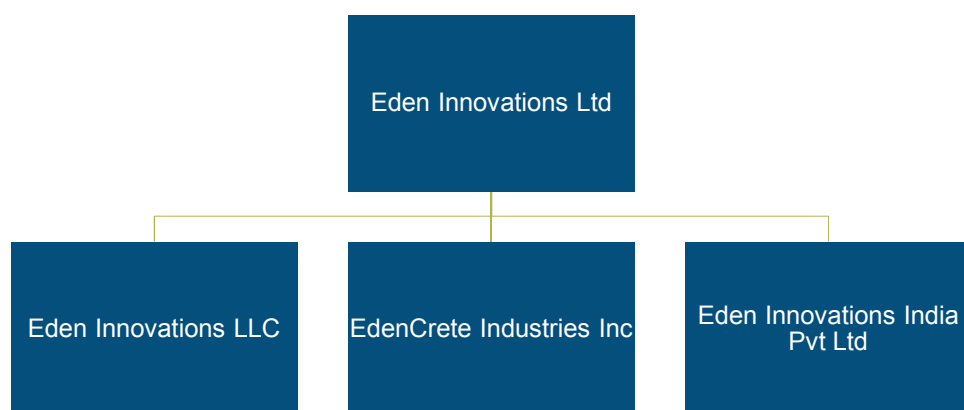 Eden Innovations Ltd
Eden Innovations LLC
EdenCrete Industries Inc
Eden Innovations India
Pvt Ltd